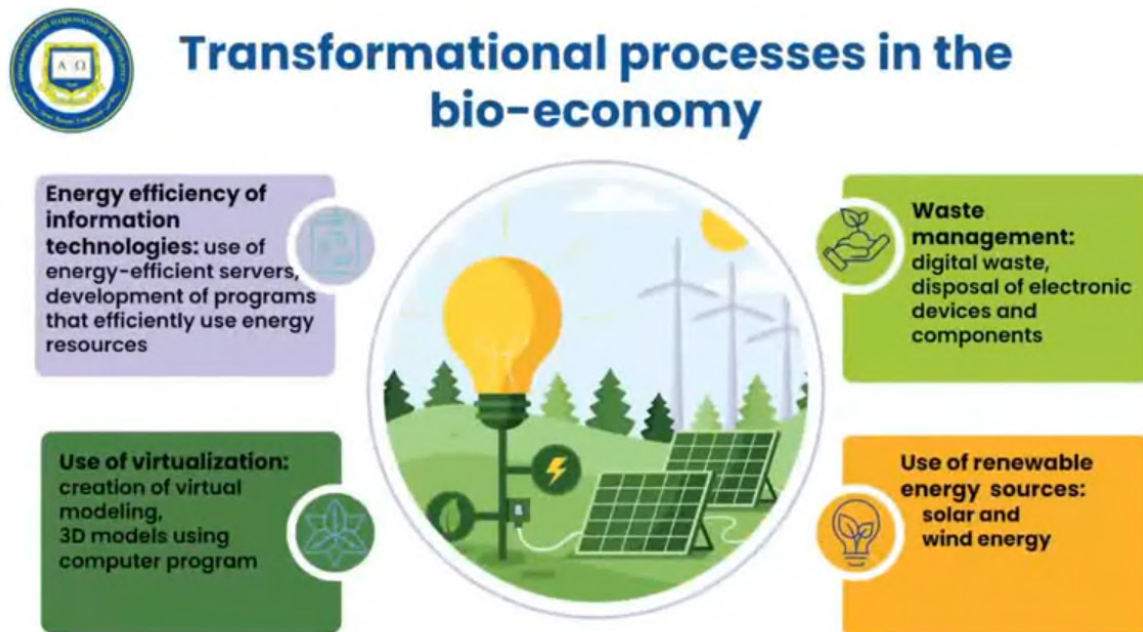 Transformational processes in the
bio-economy
Energy efficiency of
information
technologies: use of
energy-efficient servers,
development of programs
that efficiently use energy
resources
Waste
management:
digital waste,
disposal of electronic
devices and
components
Use of virtualization:
creation of virtual
modeling,
3D models using
computer program
Use of renewable
energy sources:
solar and
wind energy
Α Ω